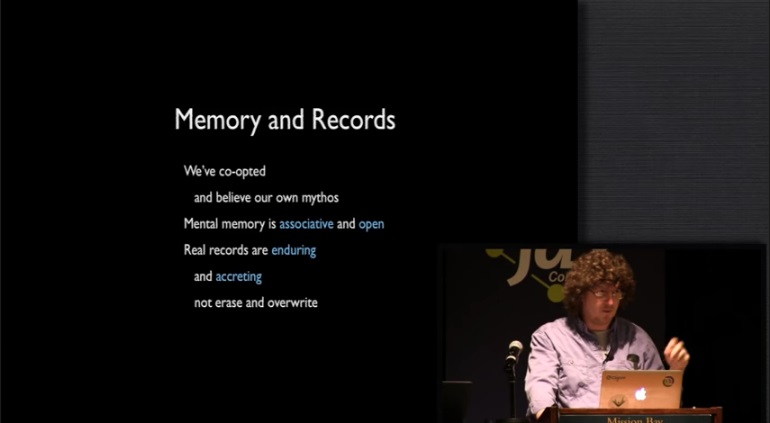 Memory and Records
We've co-opted
and believe our own mythos
Mental memory is associative and open
Real records are enduring
and accreting
not erase and overwrite
Mission Bay